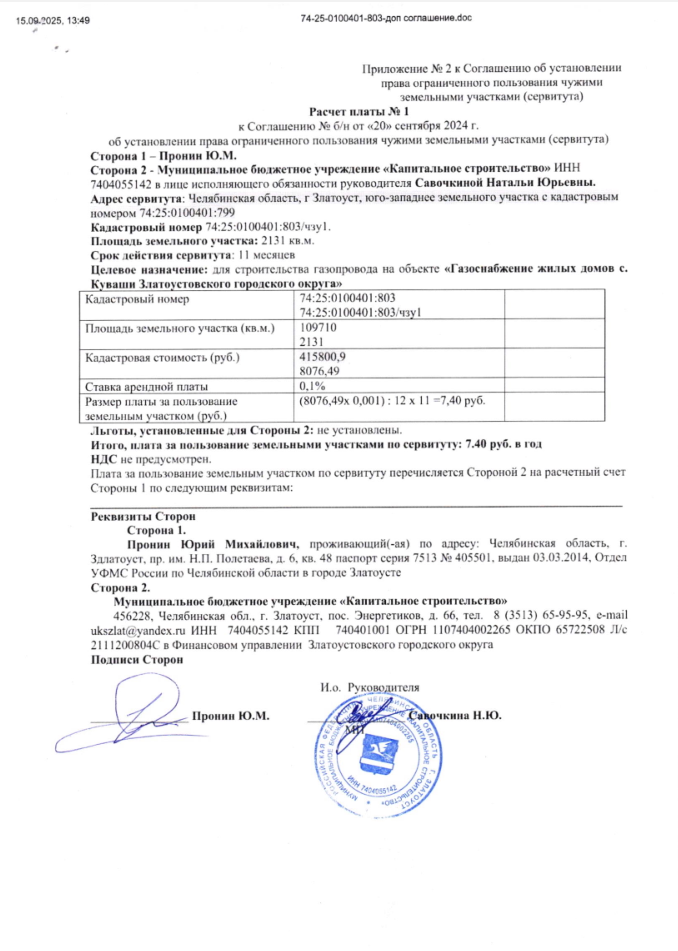 15.09.2025, 13:49
74-25-0100401-803-доп соглашение.doc
Приложение № 2 к Соглашению об установлении
права ограниченного пользования чужими
земельными участками (сервитута)
Расчет платы № 1
к Соглашению № б/н от «20» сентября 2024 г.
об установлении права ограниченного пользования чужими земельными участками (сервитута)
Сторона 1 – Пронин Ю.М.
Сторона 2 - Муниципальное бюджетное учреждение «Капитальное строительство» ИНН
7404055142 в лице исполняющего обязанности руководителя Савочкиной Натальи Юрьевны.
Адрес сервитута: Челябинская область, г Златоуст, юго-западнее земельного участка с кадастровым
номером 74:25:0100401:799
Кадастровый номер 74:25:0100401:803/чзу1.
Площадь земельного участка: 2131 кв.м.
Срок действия сервитута: 11 месяцев
Целевое назначение: для строительства газопровода на объекте «Газоснабжение жилых домов с.
Куваши Златоустовского городского округа»
Кадастровый номер
74:25:0100401:803
74:25:0100401:803/чзу1
Площадь земельного участка (кв.м.)
109710
2131
Кадастровая стоимость (руб.)
415800,9
8076,49
Ставка арендной платы
0,1%
Размер платы за пользование
земельным участком (руб.)
(8076,49х 0,001) : 12 х 11 =7,40 руб.
Льготы, установленные для Стороны 2: не установлены.
Итого, плата за пользование земельными участками по сервитуту: 7.40 руб. в год
НДС не предусмотрен.
Плата за пользование земельным участком по сервитуту перечисляется Стороной 2 на расчетный счет
Стороны 1 по следующим реквизитам:
Реквизиты Сторон
Сторона 1.
Пронин Юрий Михайлович, проживающий(-ая) по адресу: Челябинская область, г.
Здлатоуст, пр. им. Н.П. Полетаева, д. 6, кв. 48 паспорт серия 7513 № 405501, выдан 03.03.2014, Отдел
УФМС России по Челябинской области в городе Златоусте
Сторона 2.
Муниципальное бюджетное учреждение «Капитальное строительство»
456228, Челябинская обл., г. Златоуст, пос. Энергетиков, д. 66, тел. 8 (3513) 65-95-95, e-mail
ukszlat@yandex.ru ИНН 7404055142 КПП 740401001 ОГРН 1107404002265 ОКПО 65722508 Л/с
2111200804С в Финансовом управлении Златоустовского городского округа
Подписи Сторон
И.о. Руководителя
Пронин Ю.М.
Савочкина Н.Ю.
МП
РОССИЙСКАЯ ФЕДЕРАЦИЯ ЧЕЛЯБИНСКАЯ ОБЛАСТЬ Г. ЗЛАТОУСТ
МУНИЦИПАЛЬНОЕ БЮДЖЕТНОЕ УЧРЕЖДЕНИЕ «КАПИТАЛЬНОЕ СТРОИТЕЛЬСТВО»
ИНН 7404055142